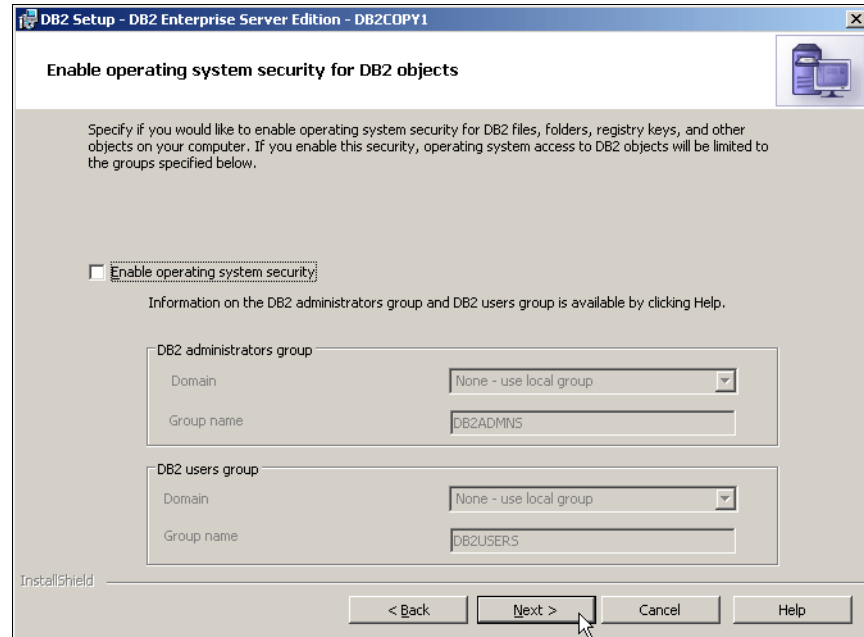 DB2 Setup - DB2 Enterprise Server Edition - DB2COPY1
Enable operating system security for DB2 objects
Specify if you would like to enable operating system security for DB2 files, folders, registry keys, and other
objects on your computer. If you enable this security, operating system access to DB2 objects will be limited to
the groups specified below.
Enable operating system security
Information on the DB2 administrators group and DB2 users group is available by clicking Help.
DB2 administrators group
Domain
None - use local group
Group name
DB2ADMNS
DB2 users group
Domain
None - use local group
Group name
DB2USERS
InstallShield
< Back
Next >
Cancel
Help